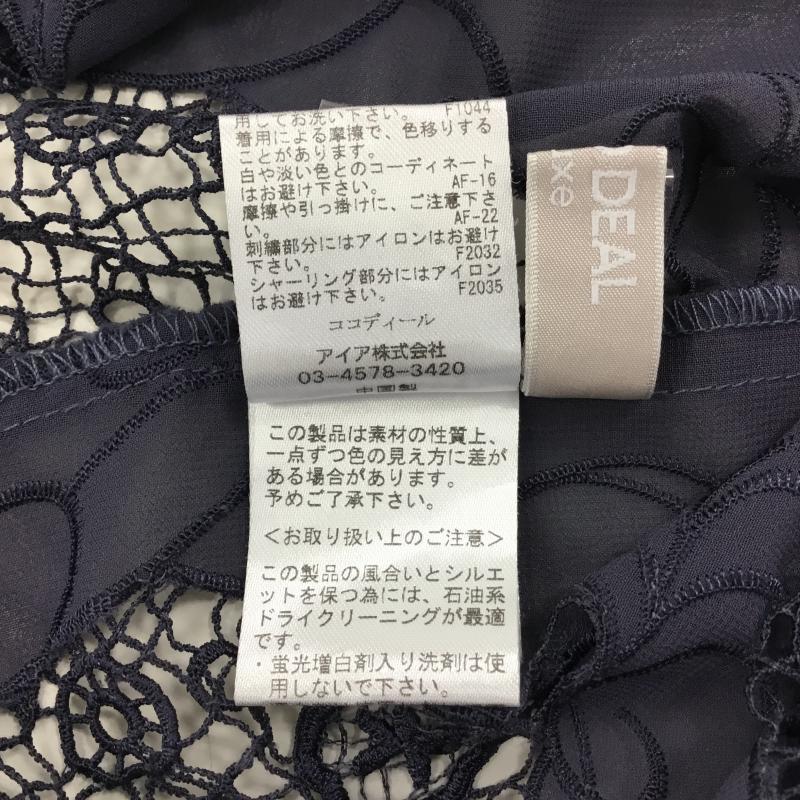 用してお洗い下さい。 F1044
着用による摩擦で、色移りする
ことがあります。
白や淡い色とのコーディネート
はお避け下さい。 AF-16
摩擦や引っ掛けに、ご注意下さ
い。 AF-22
刺繍部分にはアイロンはお避け
下さい。 F2032
シャーリング部分にはアイロン
はお避け下さい。 F2035
ココディール
アイア株式会社
03-4578-3420
中国製
この製品は素材の性質上、
一点ずつ色の見え方に差が
ある場合があります。
予めご了承下さい。
<お取り扱い上のご注意>
この製品の風合いとシルエ
ットを保つ為には、石油系
ドライクリーニングが最適
です。
・蛍光増白剤入り洗剤は使
用しないで下さい。
DEAL
xe